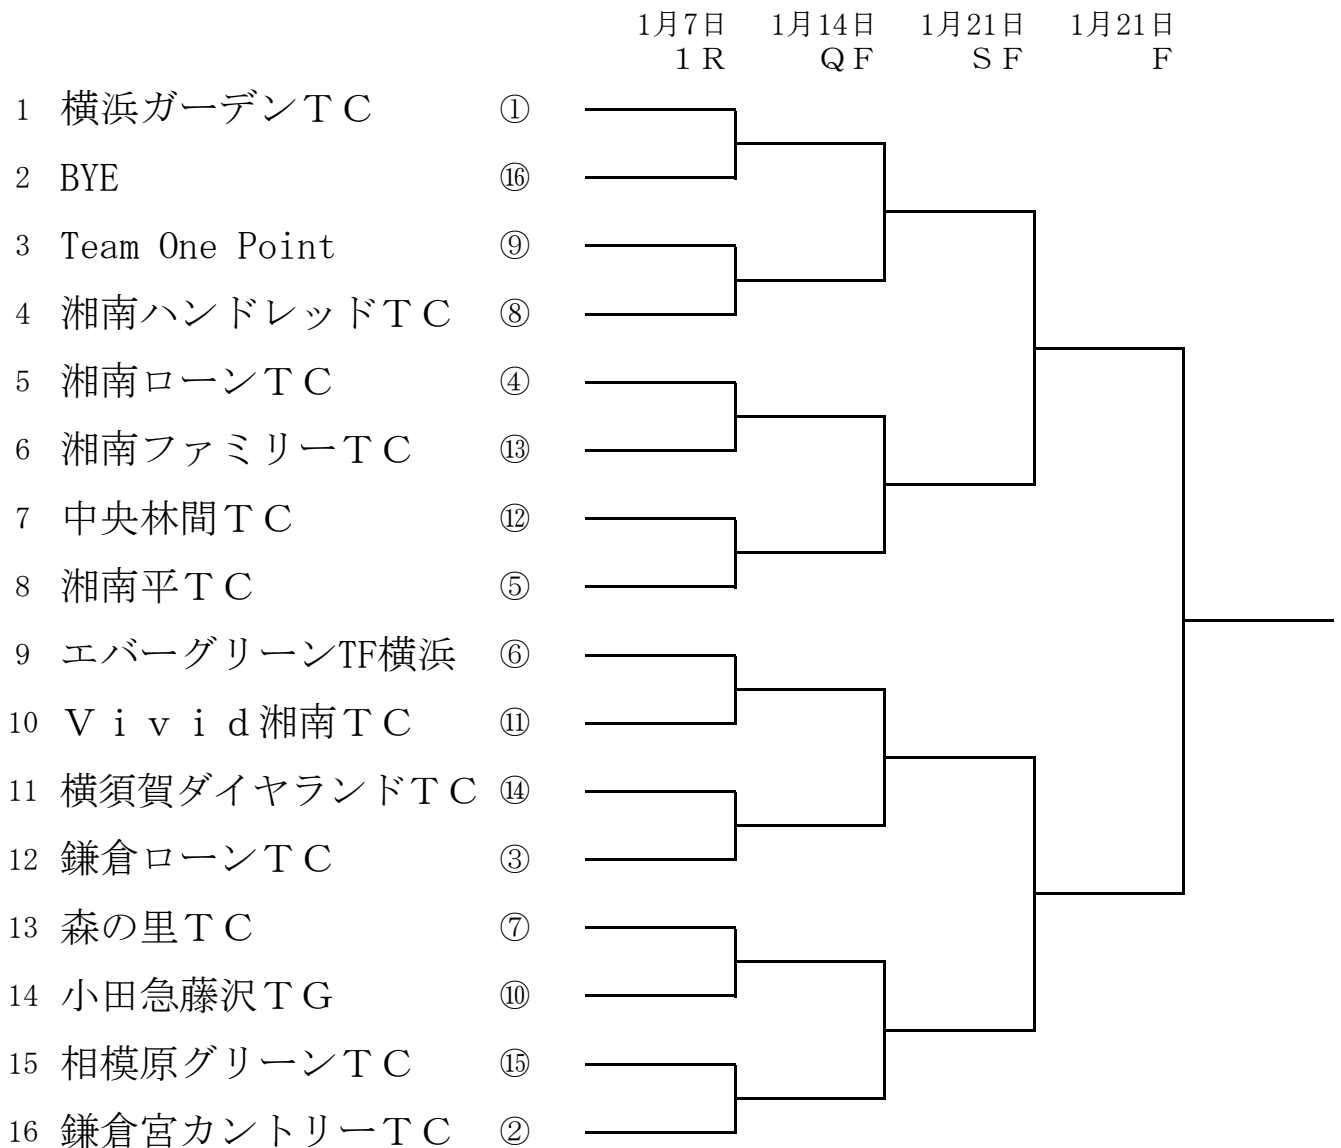 1月7日 1月14日 1月21日 1月21日
１Ｒ ＱＦ ＳＦ Ｆ
1 横浜ガーデンＴＣ ①
2 BYE ⑯
3 Team One Point ⑨
4 湘南ハンドレッドＴＣ ⑧
5 湘南ローンＴＣ ④
6 湘南ファミリーＴＣ ⑬
7 中央林間ＴＣ ⑫
8 湘南平ＴＣ ⑤
9 エバーグリーンTF横浜 ⑥
10 Ｖｉｖｉｄ湘南ＴＣ ⑪
11 横須賀ダイヤランドＴＣ ⑭
12 鎌倉ローンＴＣ ③
13 森の里ＴＣ ⑦
14 小田急藤沢ＴＧ ⑩
15 相模原グリーンＴＣ ⑮
16 鎌倉宮カントリーＴＣ ②